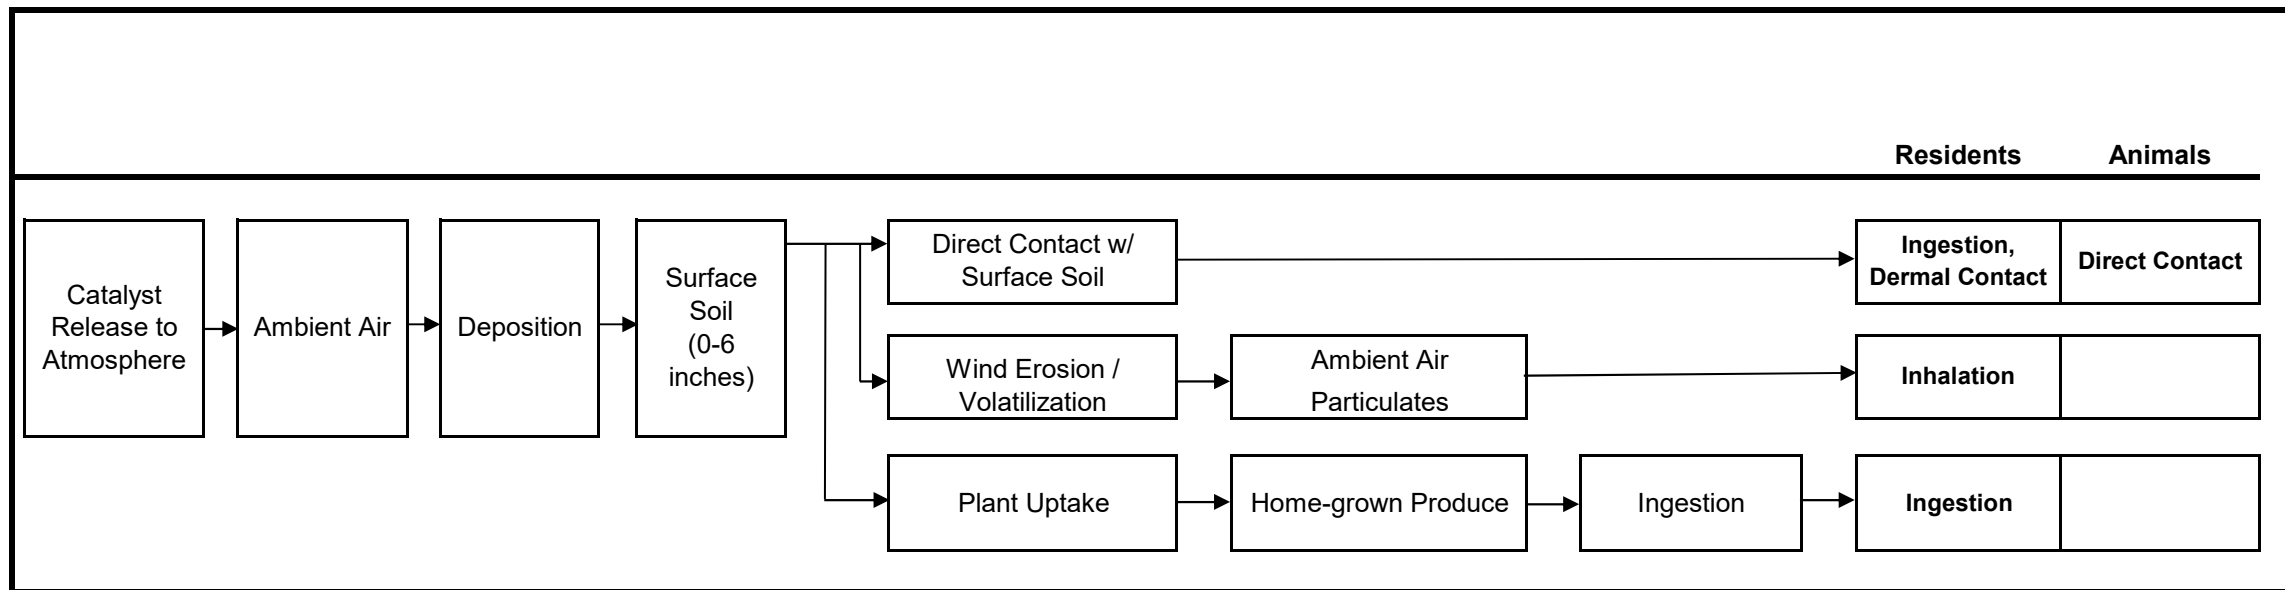 Residents Animals
Catalyst
Release to
Atmosphere
Ambient Air
Deposition
Surface
Soil
(0-6
inches)
Direct Contact w/
Surface Soil
Ingestion,
Dermal Contact
Direct Contact
Wind Erosion /
Volatilization
Ambient Air
Particulates
Inhalation
Plant Uptake
Home-grown Produce
Ingestion
Ingestion